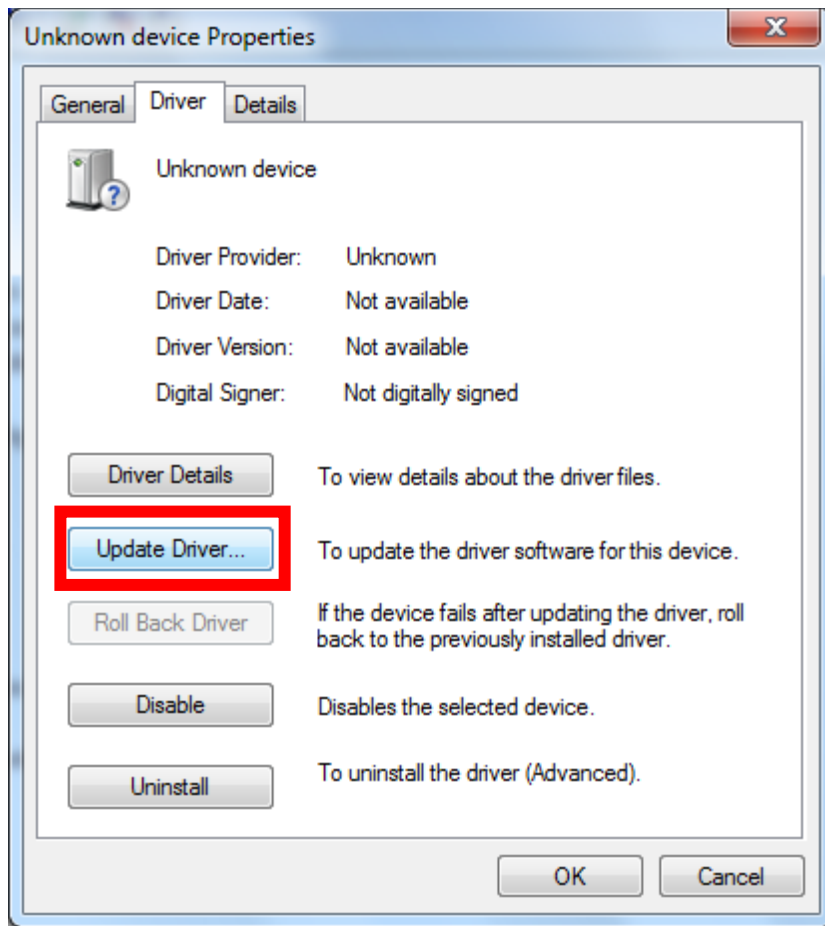 Unknown device Properties
General Driver Details
Unknown device
Driver Provider: Unknown
Driver Date: Not available
Driver Version: Not available
Digital Signer: Not digitally signed
Driver Details To view details about the driver files.
Update Driver... To update the driver software for this device.
Roll Back Driver If the device fails after updating the driver, roll
back to the previously installed driver.
Disable Disables the selected device.
Uninstall To uninstall the driver (Advanced).
OK Cancel